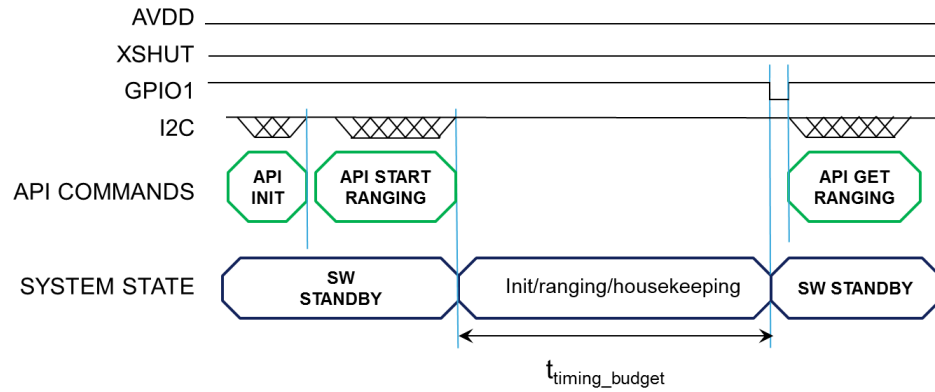 AVDD
XSHUT
GPIO1
I2C
API COMMANDS
API
INIT
API START
RANGING
API GET
RANGING
SYSTEM STATE
SW
STANDBY
Init/ranging/housekeeping
SW STANDBY
ttiming_budget